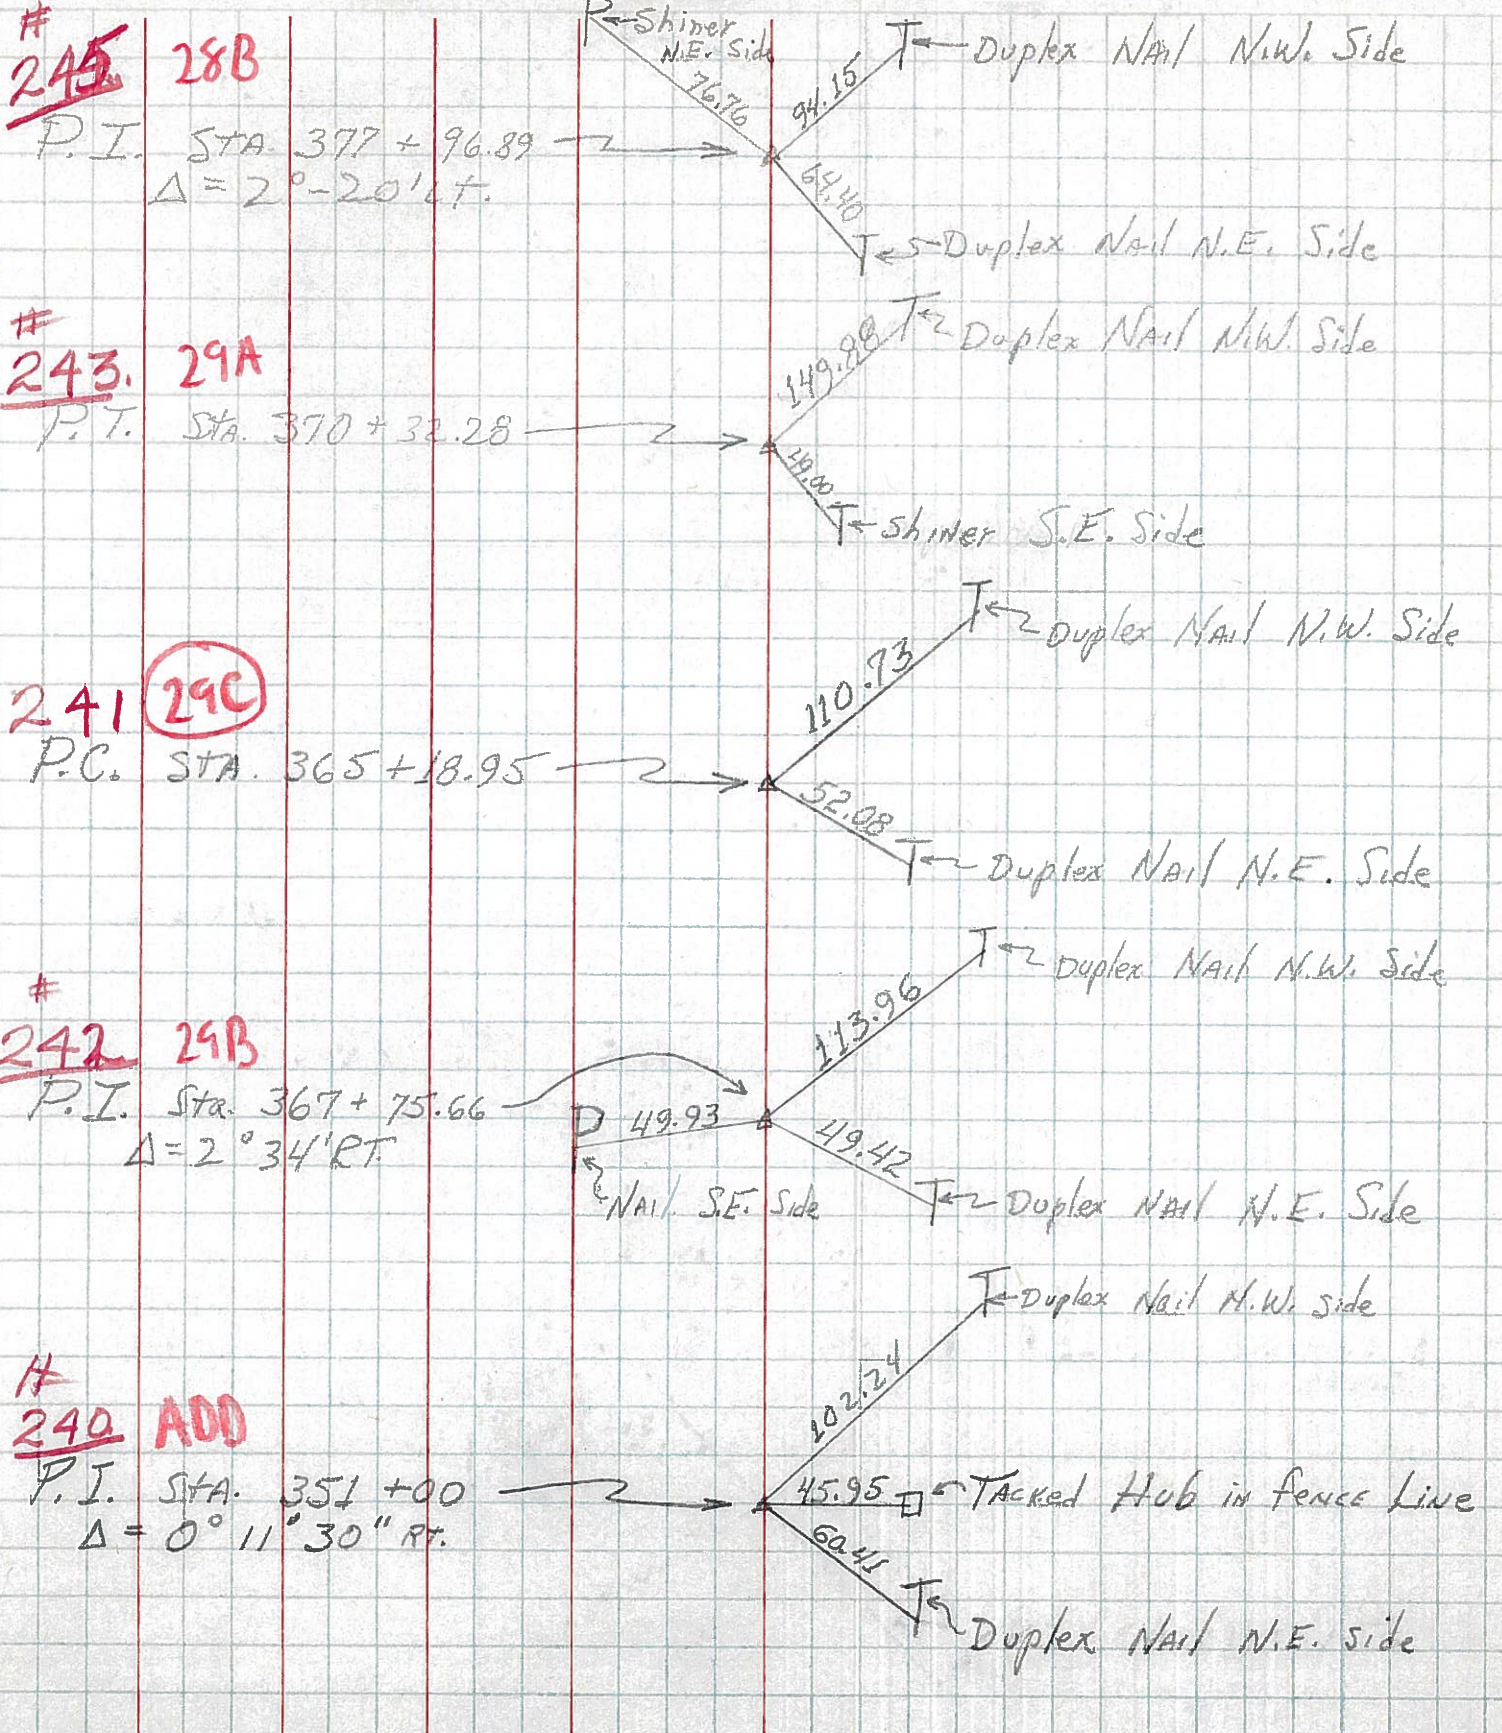 #
245 28B
P ← Shiner
N.E. Side
76.76
94.15
T ← Duplex NAil N.W. Side
P.I. STA. 377 + 96.89
Δ = 2°-20' Lt.
64.40
T ← Duplex NAil N.E. Side
#
243. 29A
149.88
T ← Duplex NAil N.W. Side
P.T. StA. 370 + 32.28
49.00
T ← ShiNer S.E. Side
241 29C
110.73
T ← Duplex NAil N.W. Side
P.C. STA. 365 + 18.95
52.08
T ← Duplex NAil N.E. Side
#
242 29B
113.96
T ← Duplex NAil N.W. Side
P.I. Sta. 367 + 75.66
Δ = 2° 34' RT.
P 49.93
NAil S.E. Side
49.42
T ← Duplex NAil N.E. Side
#
240 ADD
102.24
T ← Duplex Nail N.W. side
P.I. StA. 351 +00
Δ = 0° 11° 30" RT.
45.95 TAcked Hub iN feNce LiNe
60.41
T Duplex NAil N.E. side